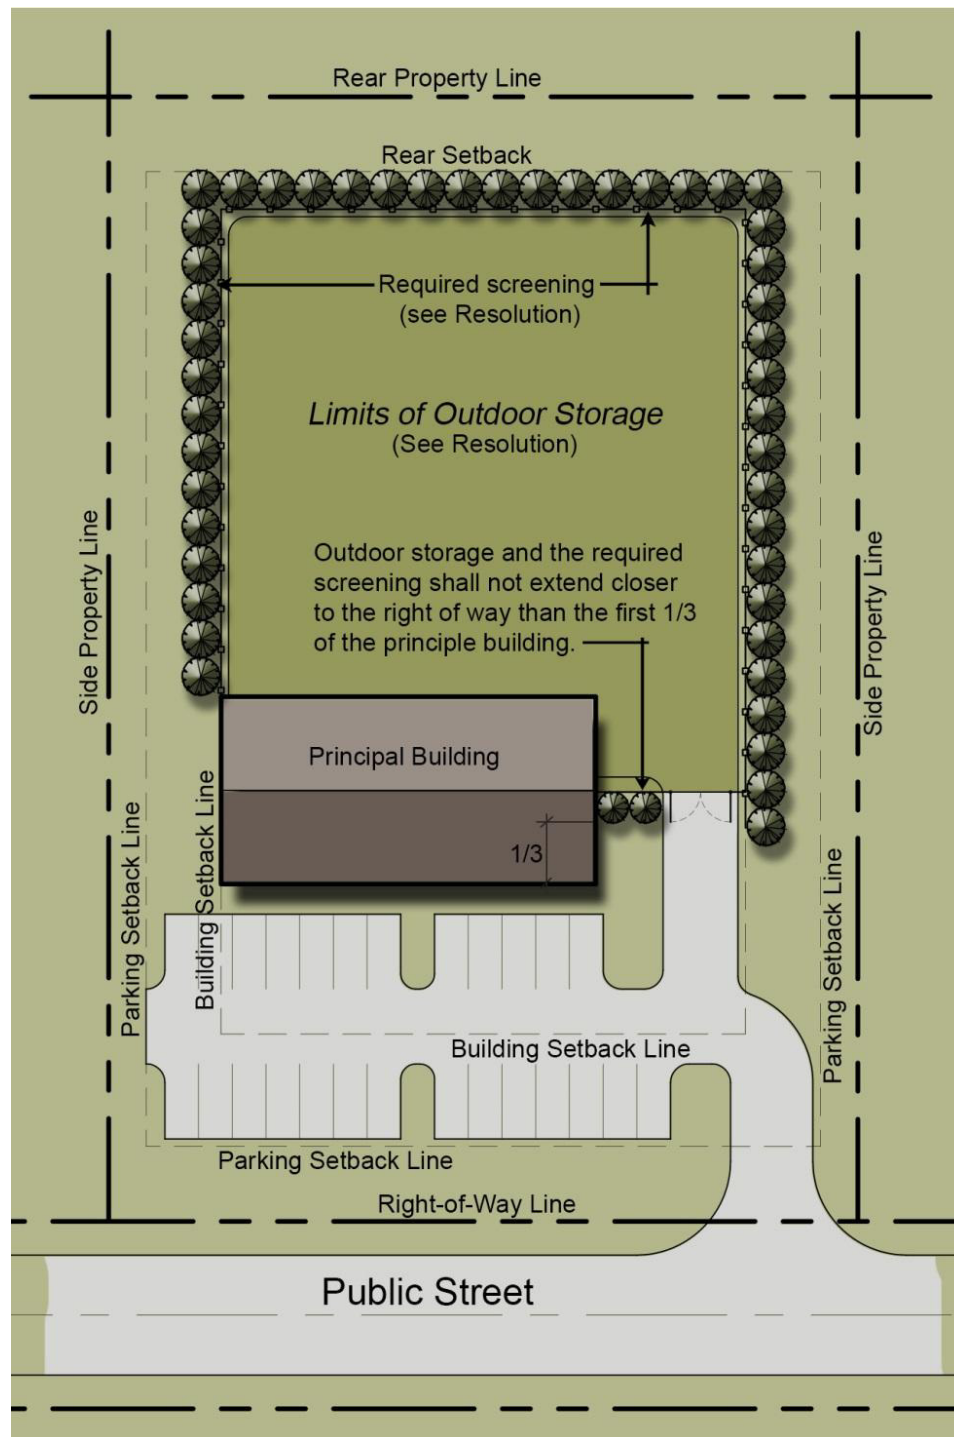 Rear Property Line
Rear Setback
Required screening
(see Resolution)
Limits of Outdoor Storage
(See Resolution)
Outdoor storage and the required
screening shall not extend closer
to the right of way than the first 1/3
of the principle building.
Side Property Line
Side Property Line
Principal Building
1/3
Parking Setback Line
Building Setback Line
Parking Setback Line
Building Setback Line
Parking Setback Line
Right-of-Way Line
Public Street